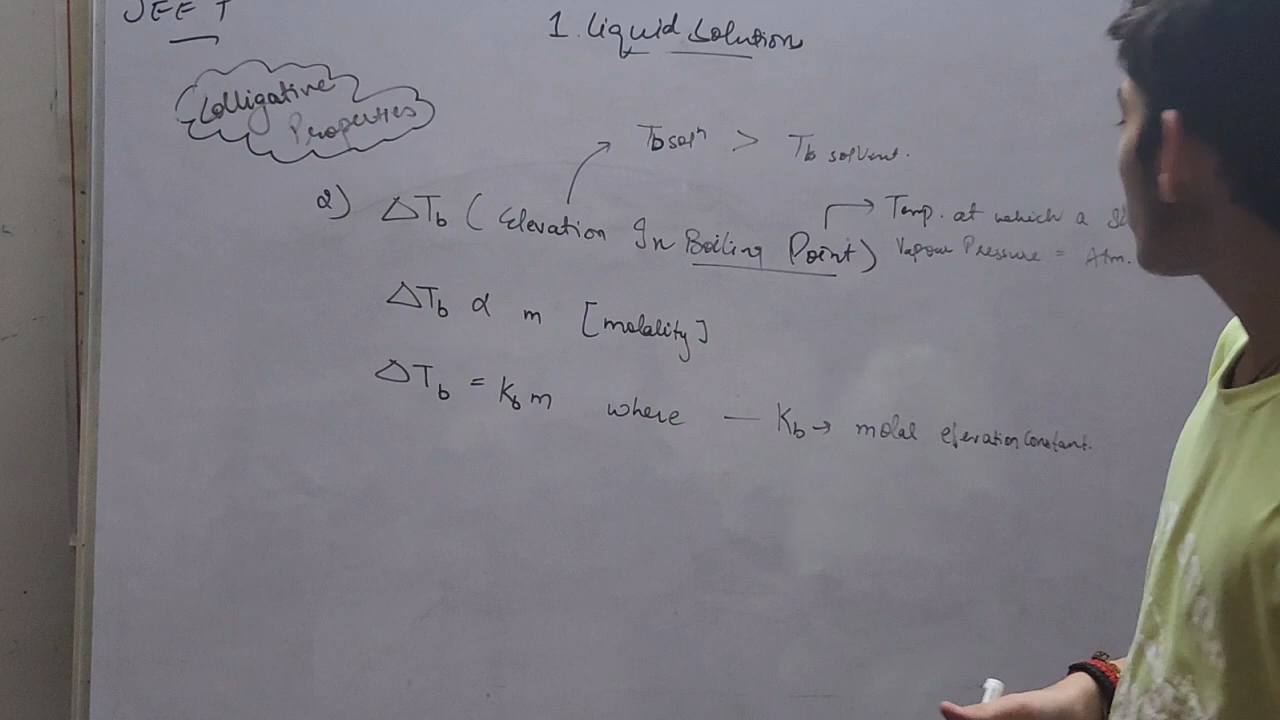 JEE
1. Liquid Solution
Colligative
Properties
Tb solⁿ > Tb solvent.
2) ΔTb ( Elevation In Boiling Point)
→ Temp. at which a
Vapour Pressure = Atm.
ΔTb α m [molality]
ΔTb = Kb m where — Kb → molal elevation Constant.